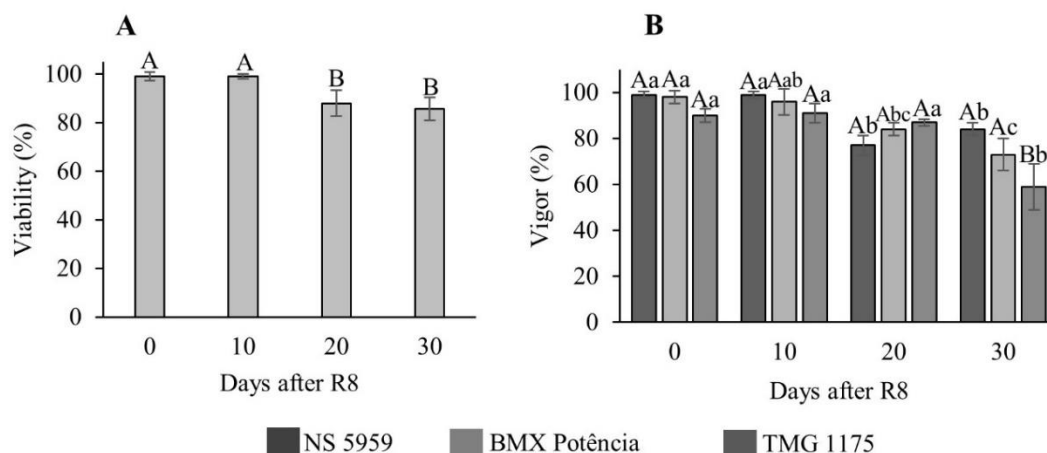 A
Viability (%)
100
80
60
40
20
0
A
A
B
B
0 10 20 30
Days after R8
B
Vigor (%)
100
80
60
40
20
0
Aa Aa Aa
Aa Aab Aa
Ab Abc Aa
Ab Ac Bb
0 10 20 30
Days after R8
NS 5959 BMX Potência TMG 1175